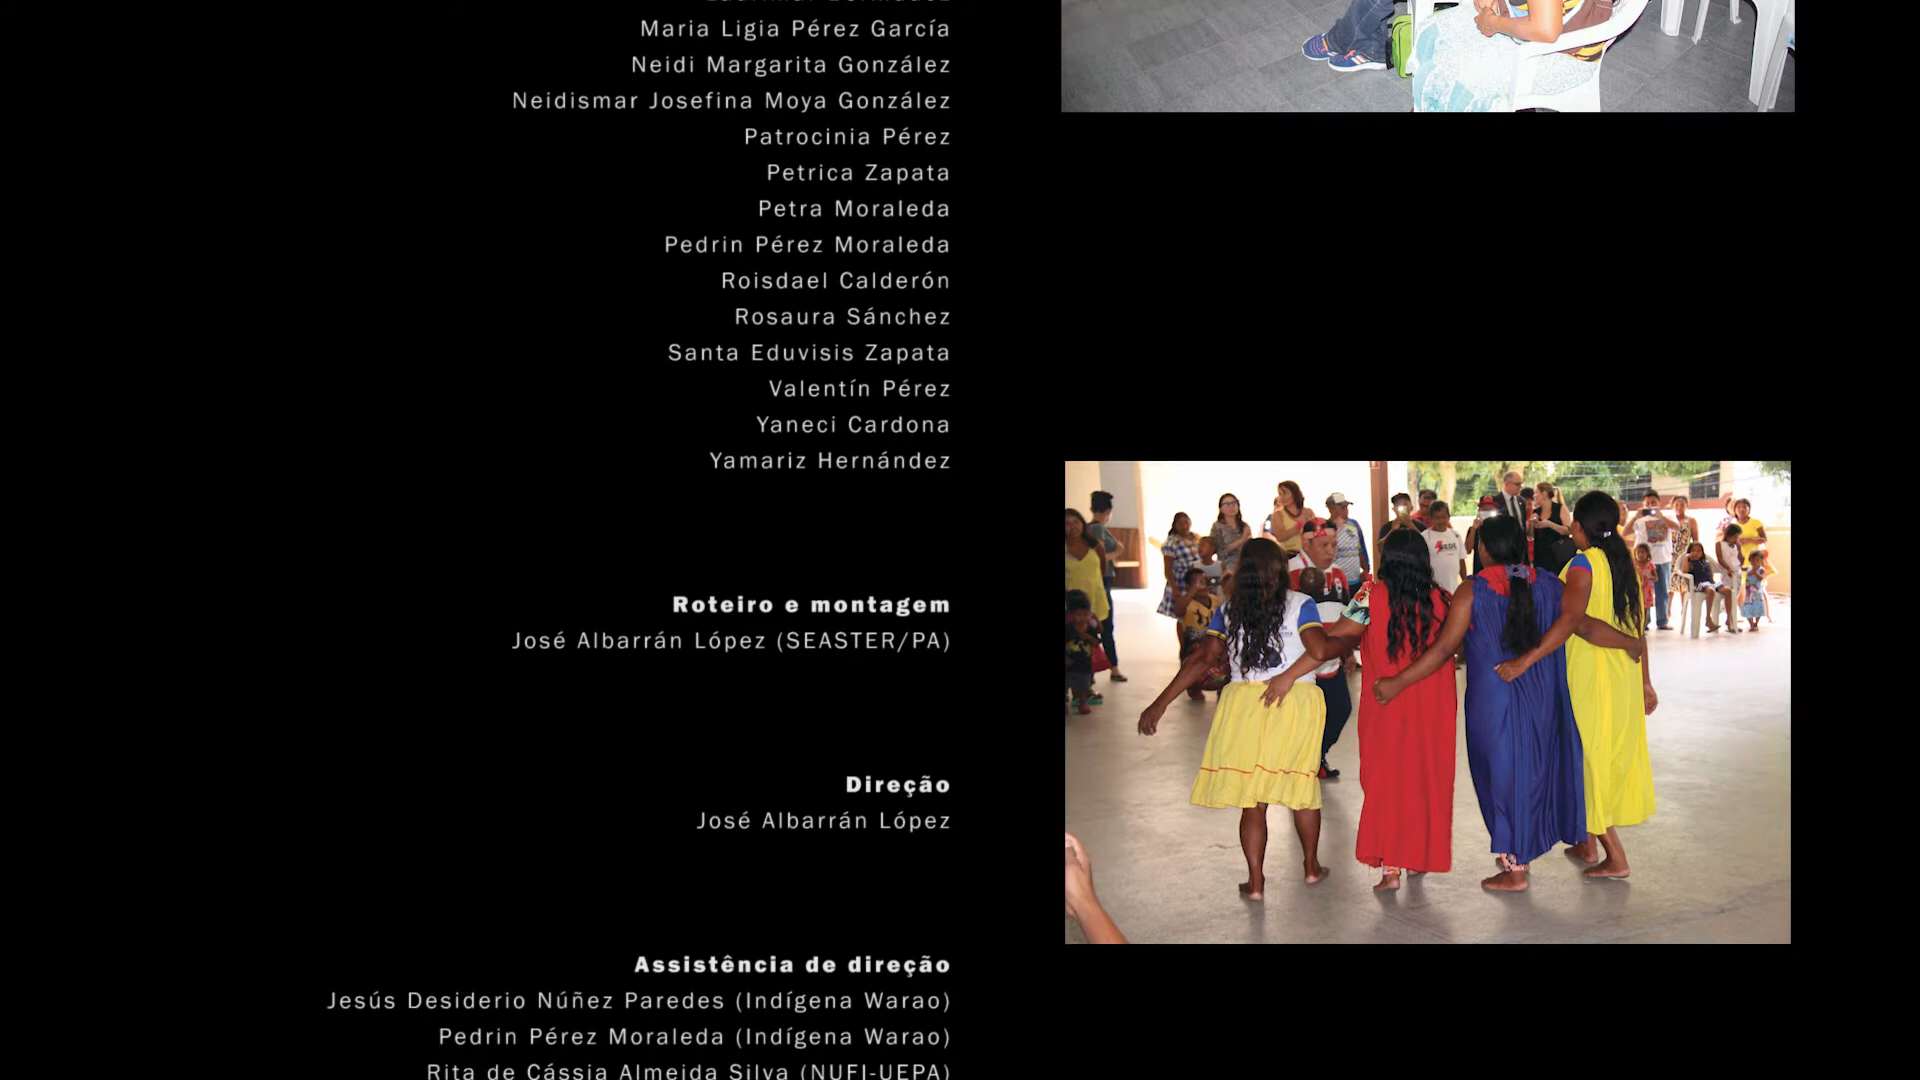 Maria Ligia Pérez García
Neidi Margarita González
Neidismar Josefina Moya González
Patrocinia Pérez
Petrica Zapata
Petra Moraleda
Pedrin Pérez Moraleda
Roisdael Calderón
Rosaura Sánchez
Santa Eduvisis Zapata
Valentín Pérez
Yaneci Cardona
Yamariz Hernández
Roteiro e montagem
José Albarrán López (SEASTER/PA)
Direção
José Albarrán López
Assistência de direção
Jesús Desiderio Núñez Paredes (Indígena Warao)
Pedrin Pérez Moraleda (Indígena Warao)
Rita de Cássia Almeida Silva (NUFI-UEPA)